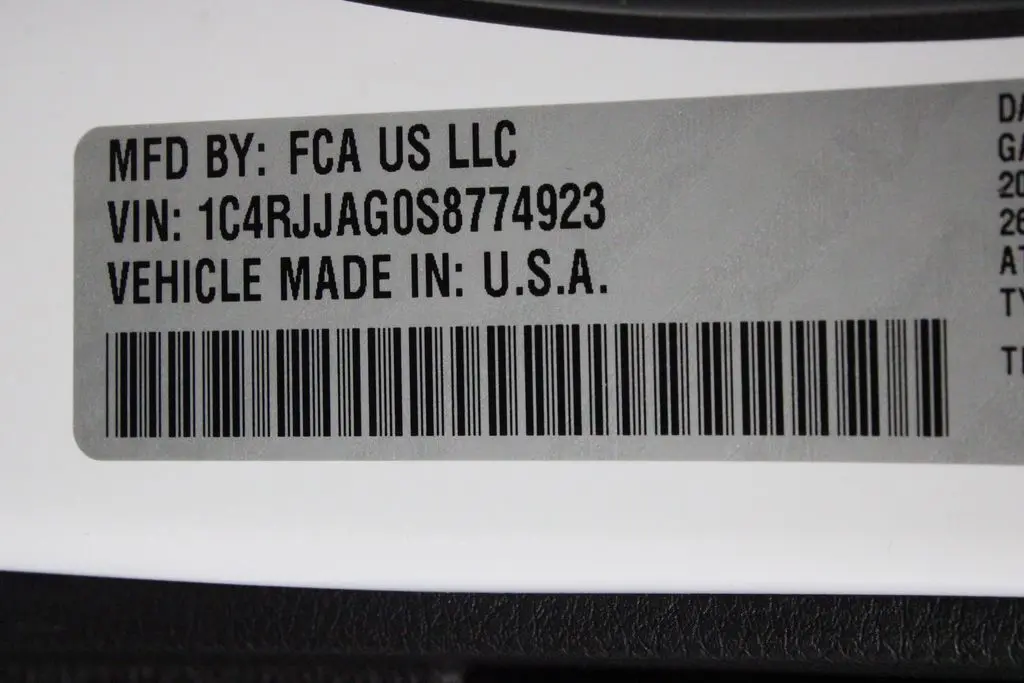 MFD BY: FCA US LLC
VIN: 1C4RJJAG0S8774923
VEHICLE MADE IN: U.S.A.